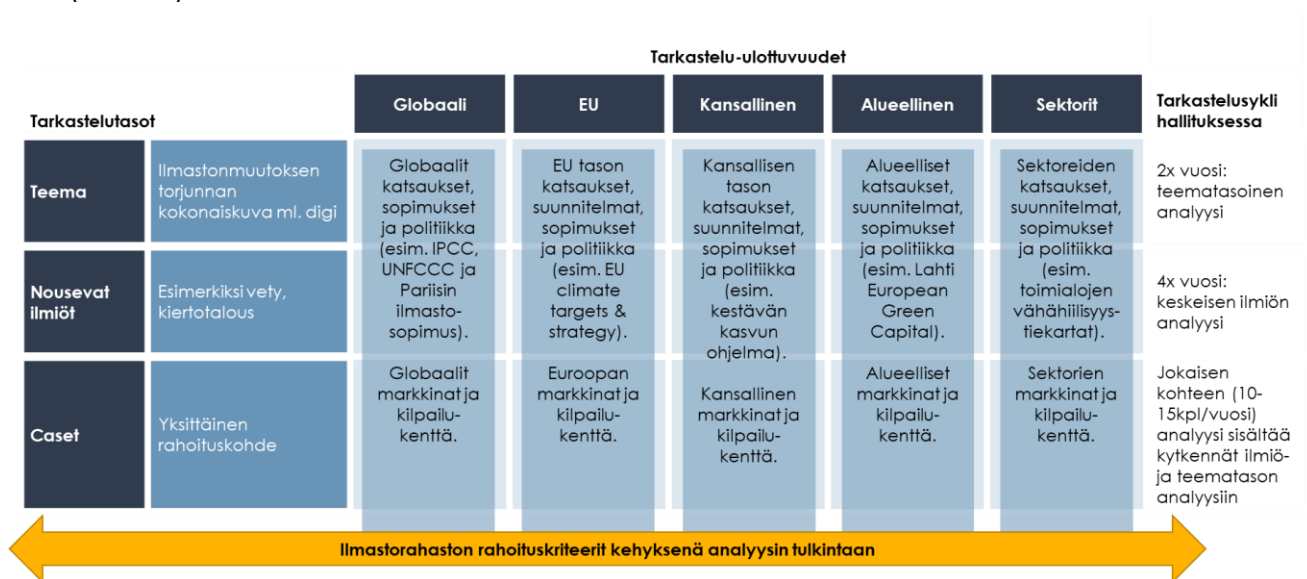 Tarkastelu-ulottuvuudet
Tarkastelutasot
Globaali
EU
Kansallinen
Alueellinen
Sektorit
Tarkastelusykli
hallituksessa
Teema
Ilmastonmuutoksen
torjunnan
kokonaiskuva ml. digi
Globaalit
katsaukset,
sopimukset
ja politiikka
(esim. IPCC,
UNFCCC ja
Pariisin
ilmasto-
sopimus).
EU tason
katsaukset,
suunnitelmat,
sopimukset
ja politiikka
(esim. EU
climate
targets &
strategy).
Kansallisen
tason
katsaukset,
suunnitelmat,
sopimukset
ja politiikka
(esim.
kestävän
kasvun
ohjelma).
Alueelliset
katsaukset,
suunnitelmat,
sopimukset
ja politiikka
(esim. Lahti
European
Green
Capital).
Sektoreiden
katsaukset,
suunnitelmat,
sopimukset
ja politiikka
(esim.
toimialojen
vähähiilisyys-
tiekartat).
2x vuosi:
teematasoinen
analyysi
Nousevat
ilmiöt
Esimerkiksi vety,
kiertotalous
4x vuosi:
keskeisen ilmiön
analyysi
Caset
Yksittäinen
rahoituskohde
Globaalit
markkinat ja
kilpailu-
kenttä.
Euroopan
markkinat ja
kilpailu-
kenttä.
Kansallinen
markkinat ja
kilpailu-
kenttä.
Alueelliset
markkinat ja
kilpailu-
kenttä.
Sektorien
markkinat ja
kilpailu-
kenttä.
Jokaisen
kohteen (10-
15kpl/vuosi)
analyysi sisältää
kytkennät ilmiö-
ja teematason
analyysiin
Ilmastorahaston rahoituskriteerit kehyksenä analyysin tulkintaan